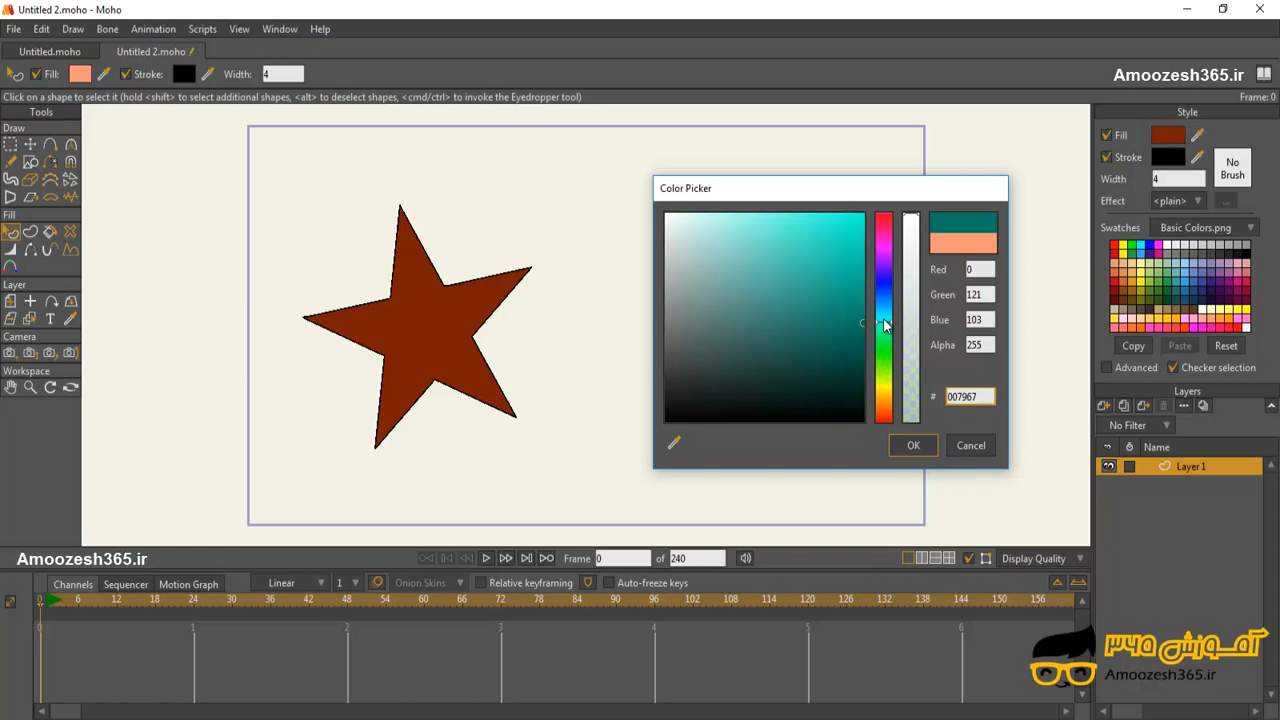 Untitled 2.moho - Moho
File Edit Draw Bone Animation Scripts View Window Help
Untitled.moho Untitled 2.moho
Fill: Stroke: Width: 4
Amoozesh365.ir
Click on a shape to select it (hold <shift> to select additional shapes, <alt> to deselect shapes, <cmd/ctrl> to invoke the Eyedropper tool)
Frame: 0
Tools
Draw
Fill
Layer
Camera
Workspace
Color Picker
Red 0
Green 121
Blue 103
Alpha 255
# 007967
OK Cancel
Style
Fill
Stroke
No Brush
Width 4
Effect <plain> ...
Swatches Basic Colors.png
Copy Paste Reset
Advanced Checker selection
Layers
No Filter
Name
Layer 1
Amoozesh365.ir
Frame 0 of 240
Display Quality
Channels Sequencer Motion Graph Linear 1 Onion Skins Relative keyframing Auto-freeze keys
0 6 12 18 24 30 36 42 48 54 60 66 72 78 84 90 96 102 108 114 120 126 132 138 144 150 156
0 1 2 3 4 5 6
آموزش ۳۶۵
Amoozesh365.ir